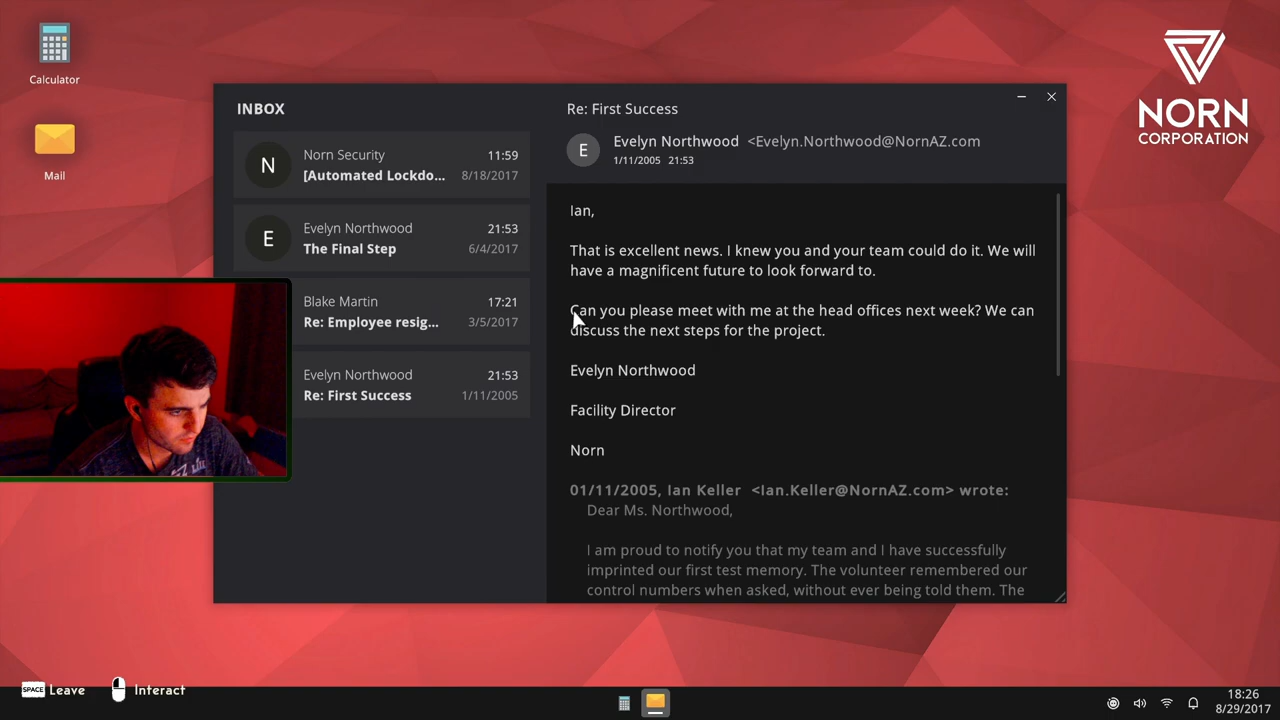 Calculator
Mail
NORN
CORPORATION
INBOX
N
Norn Security 11:59
[Automated Lockdo... 8/18/2017
E
Evelyn Northwood 21:53
The Final Step 6/4/2017
Blake Martin 17:21
Re: Employee resig... 3/5/2017
Evelyn Northwood 21:53
Re: First Success 1/11/2005
Re: First Success
E
Evelyn Northwood <Evelyn.Northwood@NornAZ.com
1/11/2005 21:53
Ian,
That is excellent news. I knew you and your team could do it. We will
have a magnificent future to look forward to.
Can you please meet with me at the head offices next week? We can
discuss the next steps for the project.
Evelyn Northwood
Facility Director
Norn
01/11/2005, Ian Keller <Ian.Keller@NornAZ.com> wrote:
Dear Ms. Northwood,
I am proud to notify you that my team and I have successfully
imprinted our first test memory. The volunteer remembered our
control numbers when asked, without ever being told them. The
SPACE Leave Interact
18:26
8/29/2017